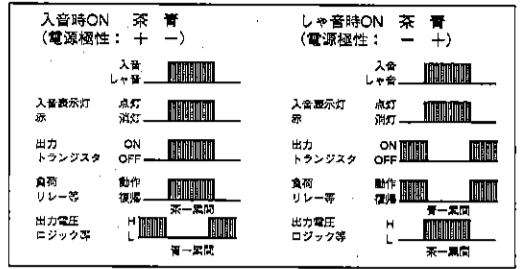 入音時ON 茶 青
(電源極性: + −)
入音
しゃ音
入音表示灯 点灯
赤 消灯
出力 ON
トランジスタ OFF
負荷 動作
リレー等 復帰
茶−黒間
出力電圧 H
ロジック等 L
青−黒間
しゃ音時ON 茶 青
(電源極性: − +)
入音
しゃ音
入音表示灯 点灯
赤 消灯
出力 ON
トランジスタ OFF
負荷 動作
リレー等 復帰
青−黒間
出力電圧 H
ロジック等 L
茶−黒間